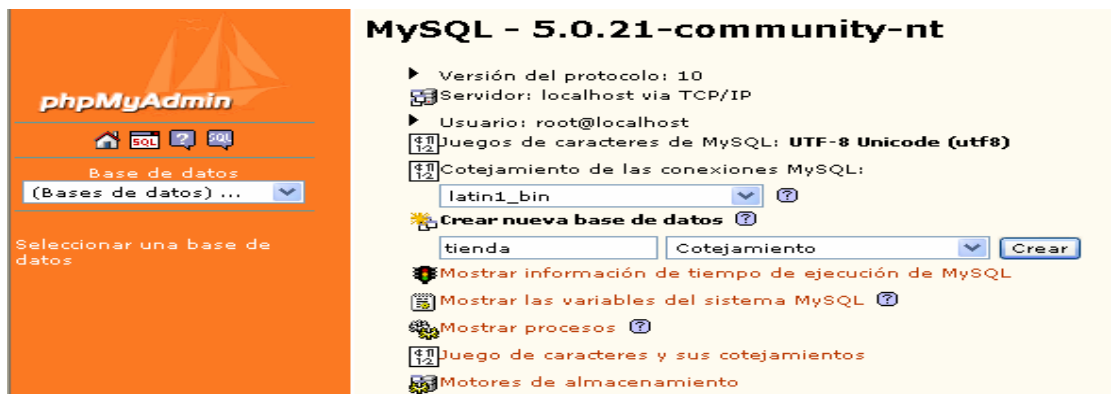 phpMyAdmin
SQL ? SQL
Base de datos
(Bases de datos) ...
Seleccionar una base de
datos
MySQL - 5.0.21-community-nt
Versión del protocolo: 10
Servidor: localhost via TCP/IP
Usuario: root@localhost
Juegos de caracteres de MySQL: UTF-8 Unicode (utf8)
Cotejamiento de las conexiones MySQL:
latin1_bin ?
Crear nueva base de datos ?
tienda Cotejamiento Crear
Mostrar información de tiempo de ejecución de MySQL
Mostrar las variables del sistema MySQL ?
Mostrar procesos ?
Juego de caracteres y sus cotejamientos
Motores de almacenamiento